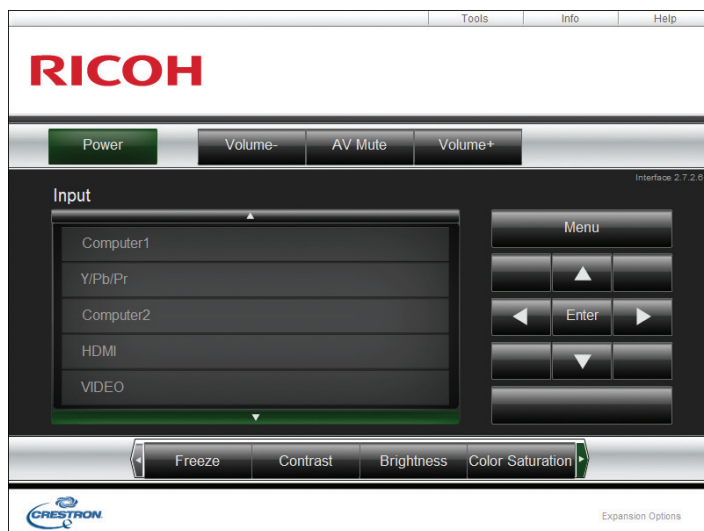 Tools Info Help
RICOH
Power Volume- AV Mute Volume+
Interface 2.7.2.6
Input
Computer1
Y/Pb/Pr
Computer2
HDMI
VIDEO
Menu
Enter
Freeze Contrast Brightness Color Saturation
CRESTRON
Expansion Options